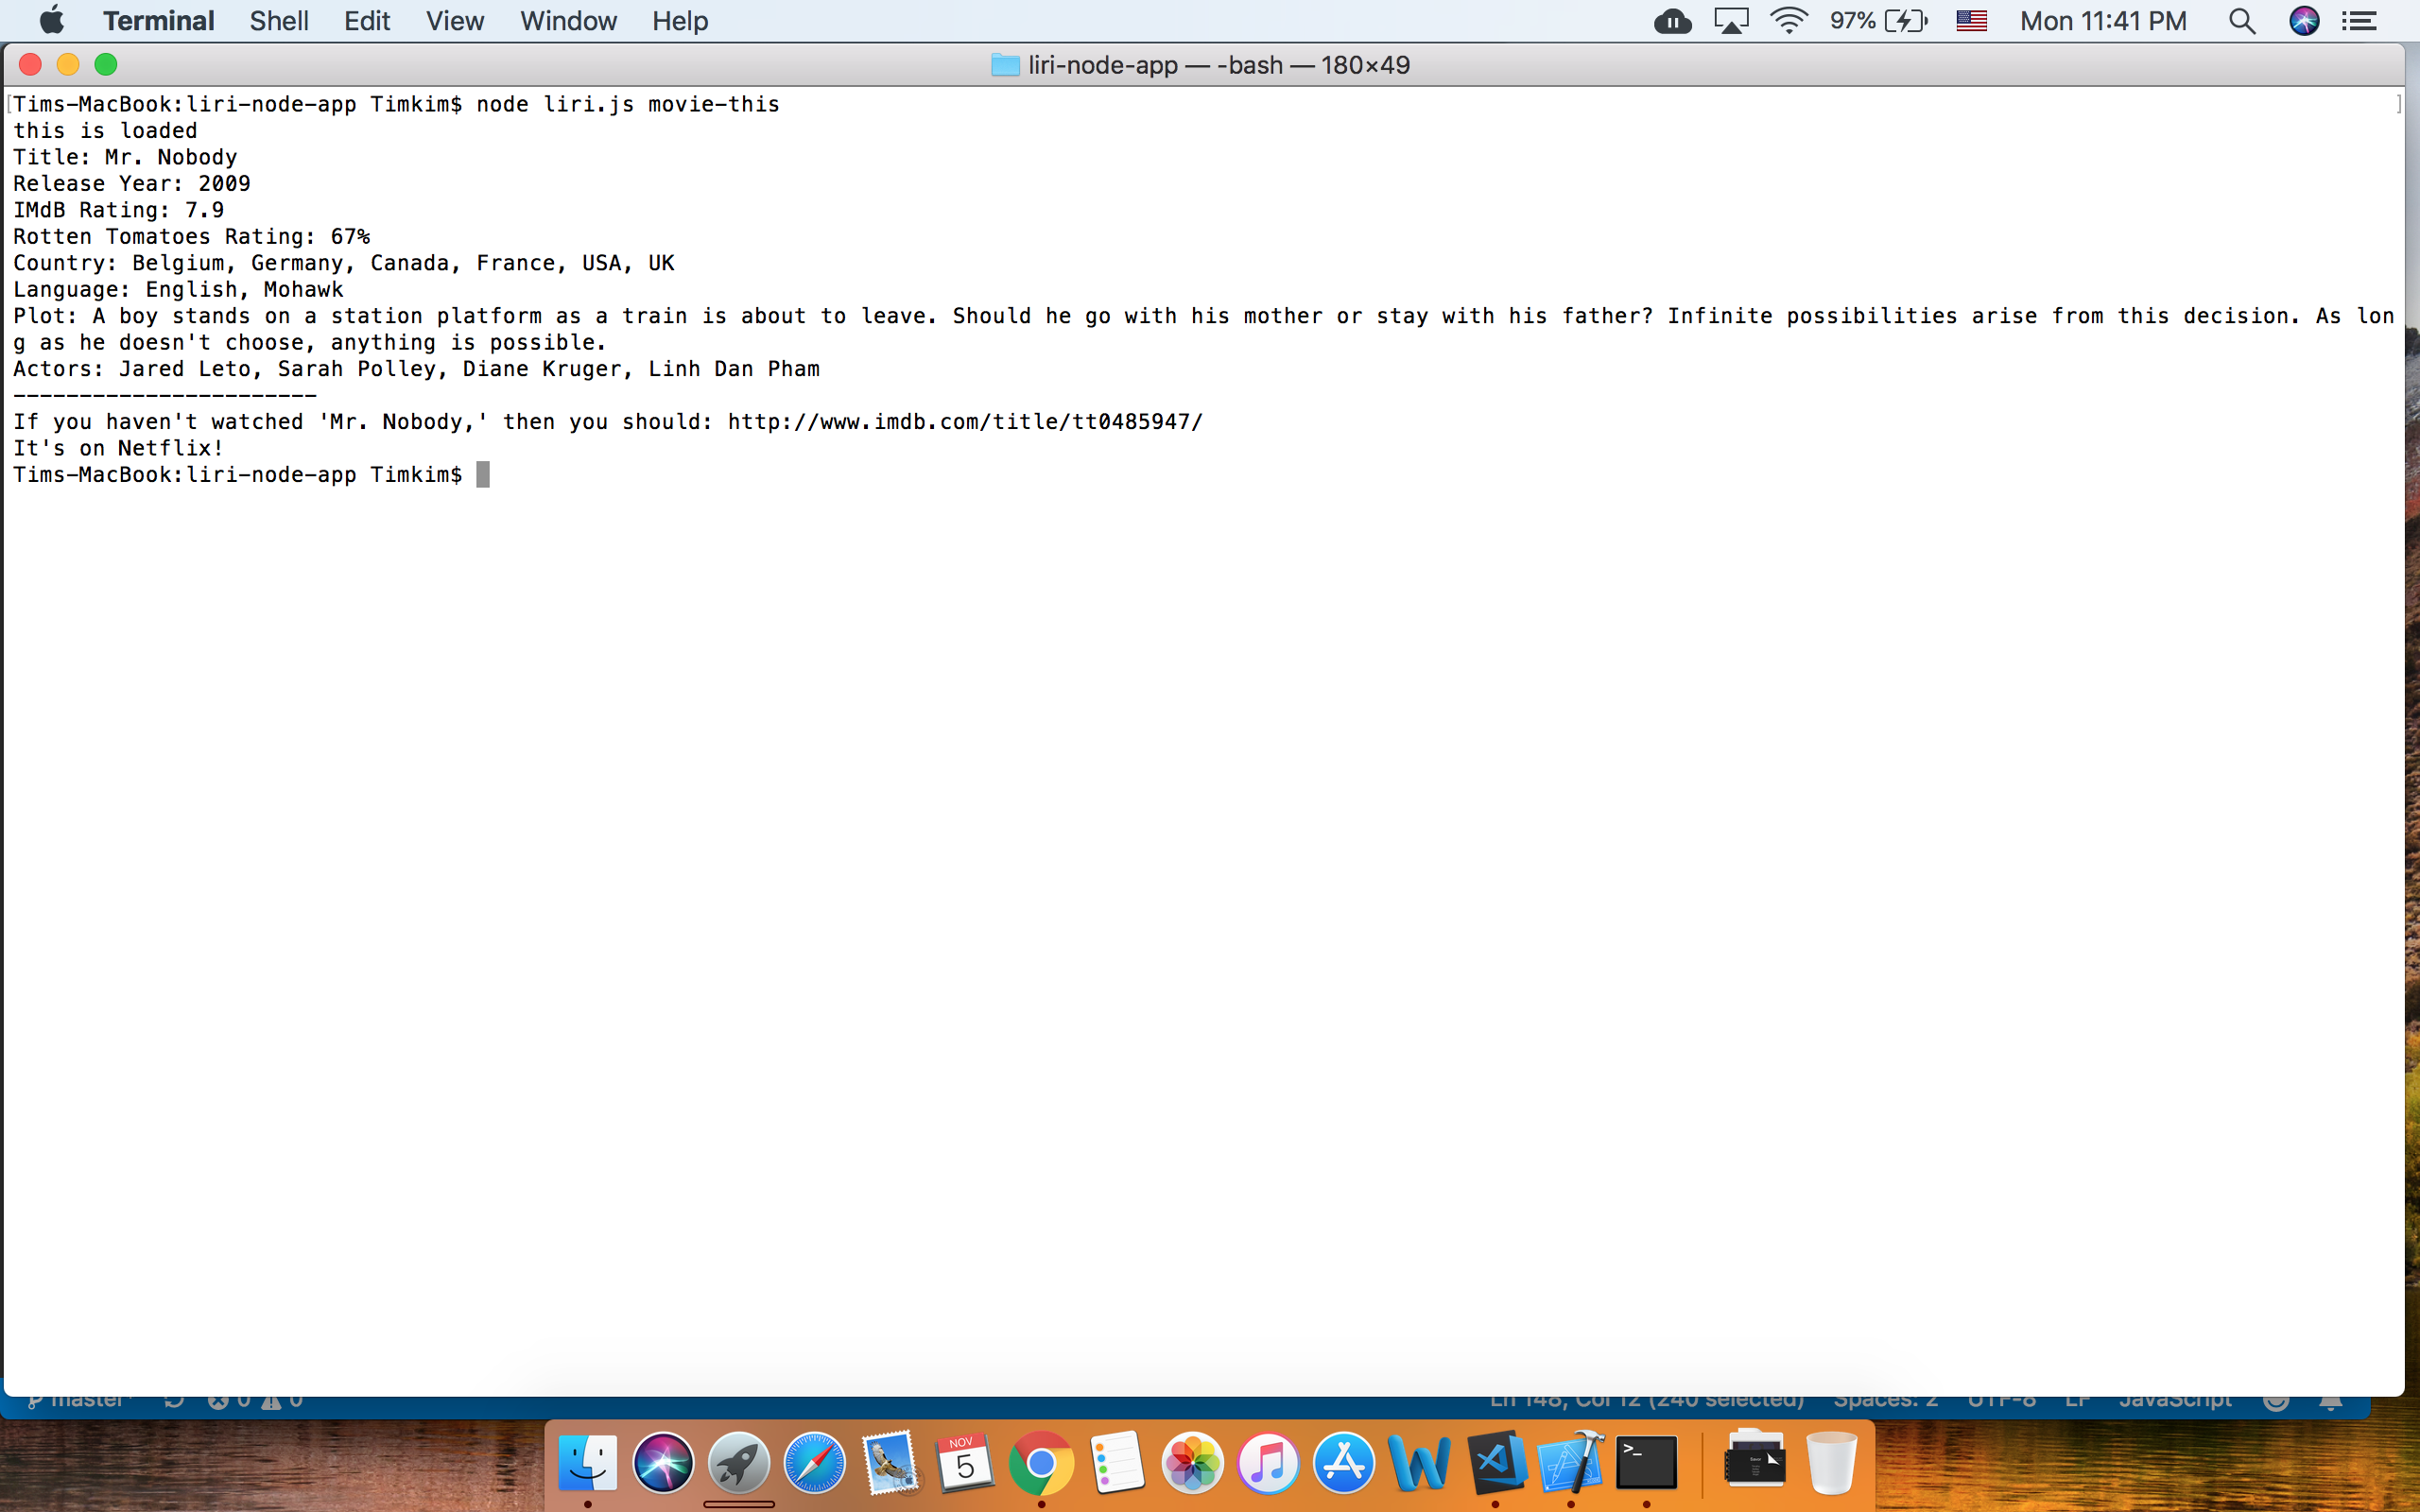 Terminal Shell Edit View Window Help 97% Mon 11:41 PM
liri-node-app — -bash — 180×49
[Tims-MacBook:liri-node-app Timkim$ node liri.js movie-this ]
this is loaded
Title: Mr. Nobody
Release Year: 2009
IMdB Rating: 7.9
Rotten Tomatoes Rating: 67%
Country: Belgium, Germany, Canada, France, USA, UK
Language: English, Mohawk
Plot: A boy stands on a station platform as a train is about to leave. Should he go with his mother or stay with his father? Infinite possibilities arise from this decision. As lon
g as he doesn't choose, anything is possible.
Actors: Jared Leto, Sarah Polley, Diane Kruger, Linh Dan Pham
-----------------------
If you haven't watched 'Mr. Nobody,' then you should: http://www.imdb.com/title/tt0485947/
It's on Netflix!
Tims-MacBook:liri-node-app Timkim$
master* 0 0 Ln 148, Col 12 (240 selected) Spaces: 2 UTF-8 LF JavaScript
NOV
5
>_